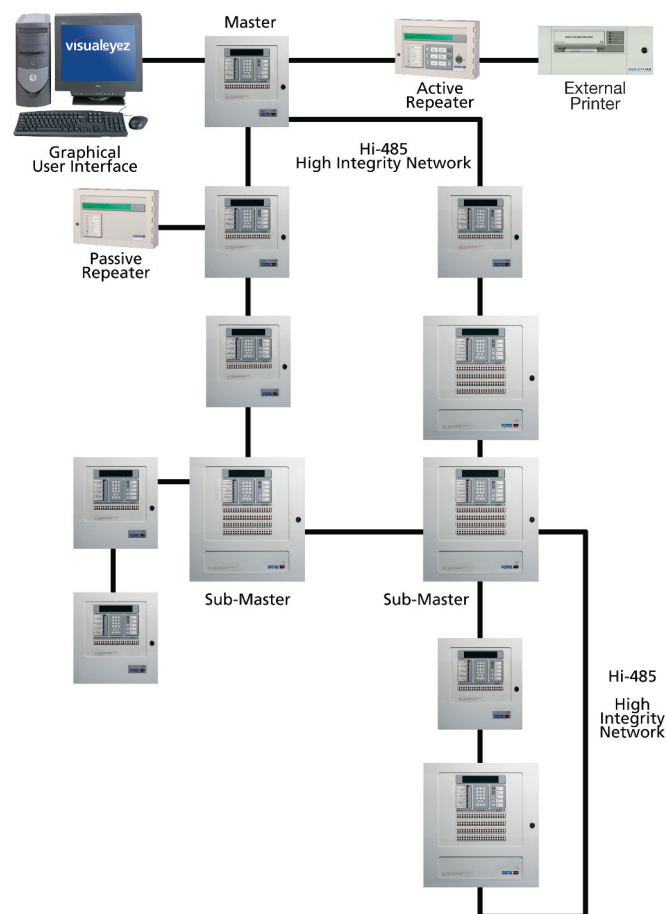 Master
visualeyez
Active
Repeater
External
Printer
Graphical
User Interface
Hi-485
High Integrity Network
Passive
Repeater
Sub-Master
Sub-Master
Hi-485
High
Integrity
Network